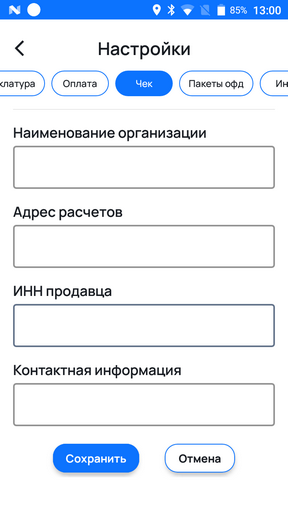 85% 13:00
Настройки
клатура Оплата Чек Пакеты офд Ин
Наименование организации
Адрес расчетов
ИНН продавца
Контактная информация
Сохранить Отмена